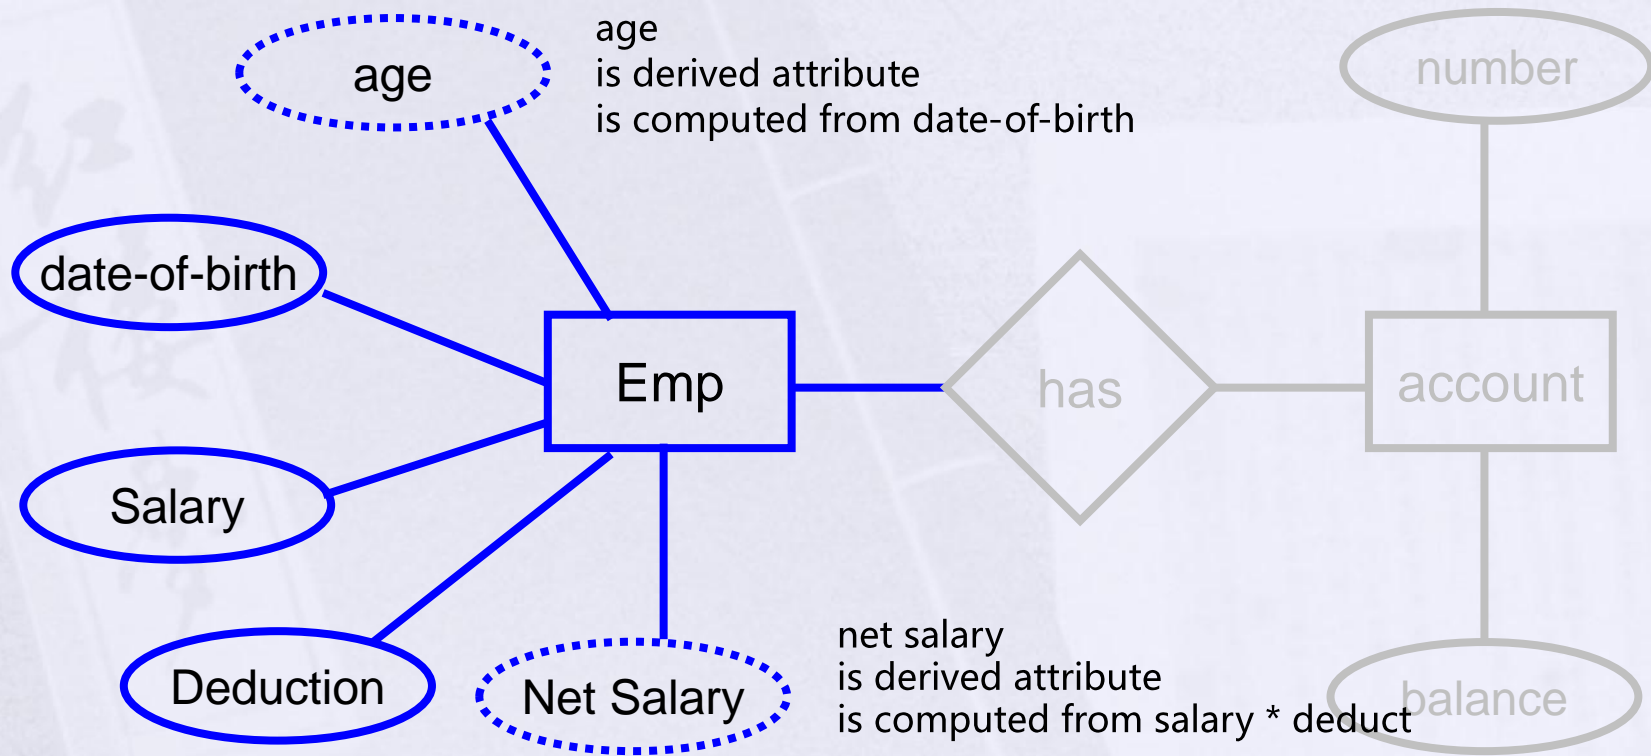 age
age
is derived attribute
is computed from date-of-birth
number
date-of-birth
Emp
has
account
Salary
Deduction
Net Salary
net salary
is derived attribute
is computed from salary * deduct
balance